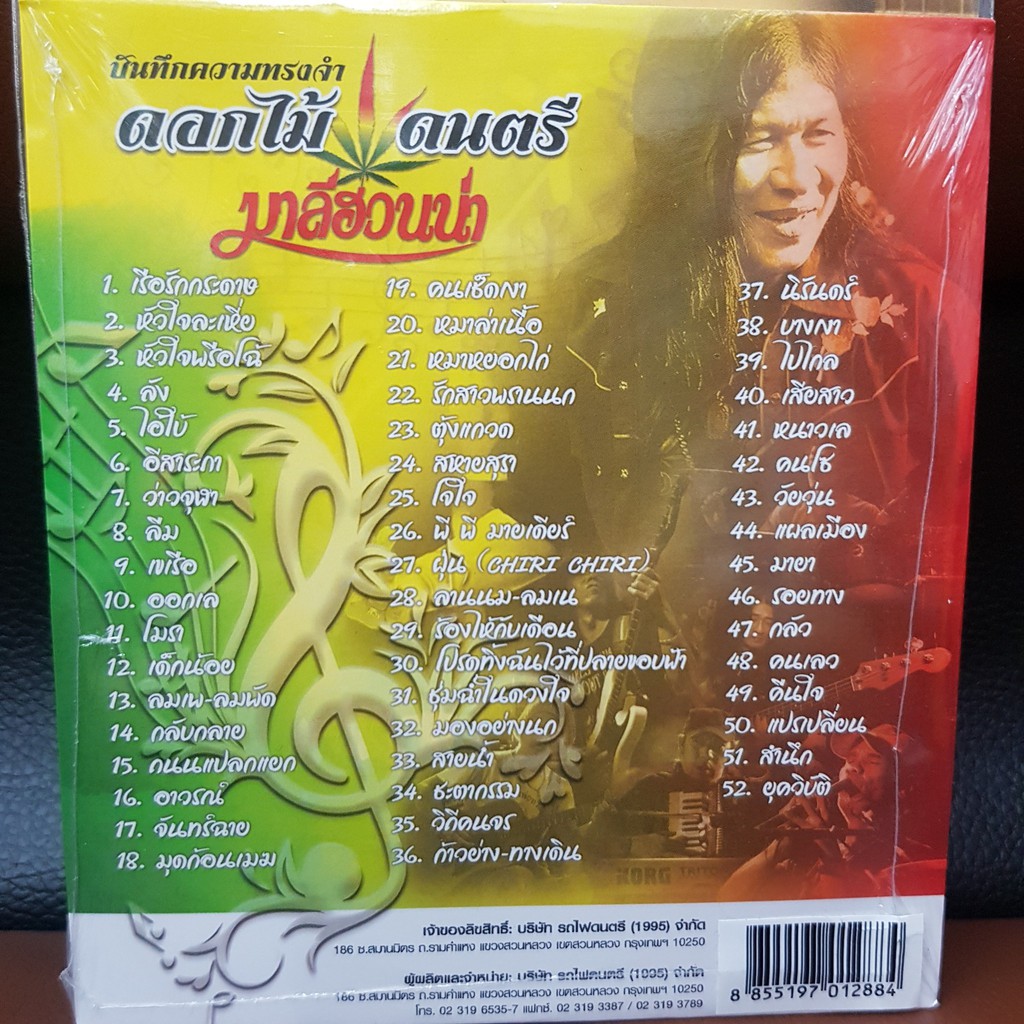 บันทึกความทรงจำ
ดอกไม้ ดนตรี
มาลีฮวนน่า
1. เรือรักกระดาษ
2. หัวใจละเหี่ย
3. หัวใจพรือโฉ้
4. ลัง
5. ไอ้ใบ้
6. อีสาระภา
7. ว่าวจุฬา
8. ลืม
9. เขเรือ
10. ออกเล
11. โมรา
12. เด็กน้อย
13. ลมเพ-ลมพัด
14. กลับกลาย
15. ถนนแปลกแยก
16. อาวรณ์
17. จันทร์ฉาย
18. มุดก้อนเมฆ
19. คนเช็ดเงา
20. หมาล่าเนื้อ
21. หมาหยอกไก่
22. รักสาวพรานนก
23. ตุ้งแกวด
24. สหายสุรา
25. โจใจ
26. พี พี มายเดียร์
27. ฝุ่น (CHIRI CHIRI)
28. ลานนม-ลมเน
29. ร้องไห้กับเดือน
30. โปรดทิ้งฉันไว้ที่ปลายขอบฟ้า
31. ชุ่มฉ่ำในดวงใจ
32. มองอย่างนก
33. สายน้ำ
34. ชะตากรรม
35. วิถีคนจร
36. ก้าวย่าง-ทางเดิน
37. นิรันดร์
38. บางเงา
39. ไปไกล
40. เสียสาว
41. หนาวเล
42. คนโซ
43. วัยวุ่น
44. แผลเมือง
45. มายา
46. รอยทาง
47. กลัว
48. คนเลว
49. คืนใจ
50. แปรเปลี่ยน
51. สำนึก
52. ยุควิบัติ
KORG
เจ้าของลิขสิทธิ์: บริษัท รถไฟดนตรี (1995) จำกัด
186 ซ.สมานมิตร ถ.รามคำแหง แขวงสวนหลวง เขตสวนหลวง กรุงเทพฯ 10250
ผู้ผลิตและจำหน่าย: บริษัท รถไฟดนตรี (1995) จำกัด
186 ซ.สมานมิตร ถ.รามคำแหง แขวงสวนหลวง เขตสวนหลวง กรุงเทพฯ 10250
โทร. 02 319 6535-7 แฟกซ์. 02 319 3387 / 02 319 3789
8 855197 012884